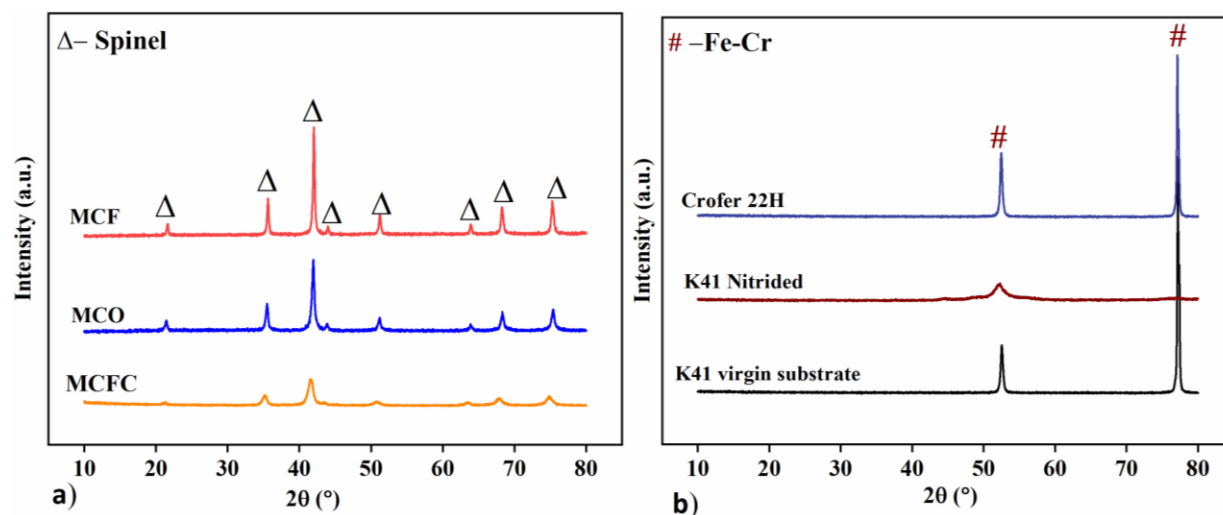 Δ– Spinel
Δ
Δ
Δ
Δ
Δ
Δ
Δ
Δ
MCF
MCO
MCFC
Intensity (a.u.)
10 20 30 40 50 60 70 80
2θ (°)
a)
# –Fe-Cr
#
#
Crofer 22H
K41 Nitrided
K41 virgin substrate
Intensity (a.u.)
10 20 30 40 50 60 70 80
2θ (°)
b)